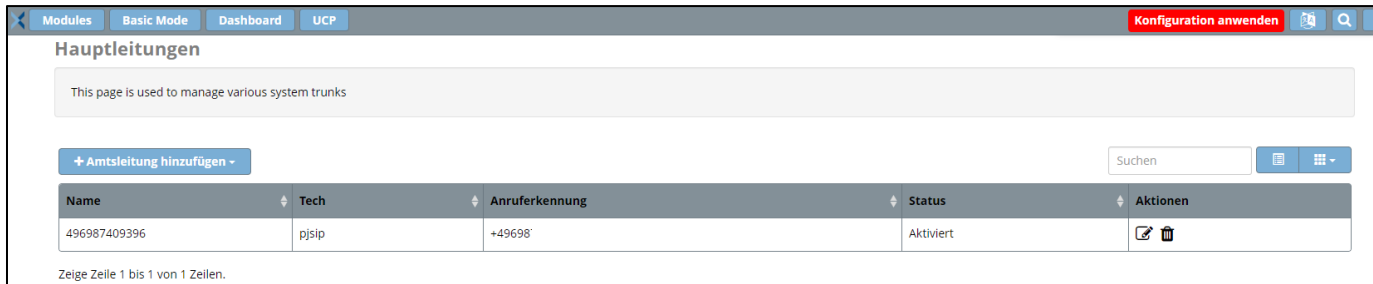 Modules Basic Mode Dashboard UCP Konfiguration anwenden
Hauptleitungen
This page is used to manage various system trunks
+ Amtsleitung hinzufügen Suchen
Name Tech Anruferkennung Status Aktionen
496987409396 pjsip +49698 Aktiviert
Zeige Zeile 1 bis 1 von 1 Zeilen.